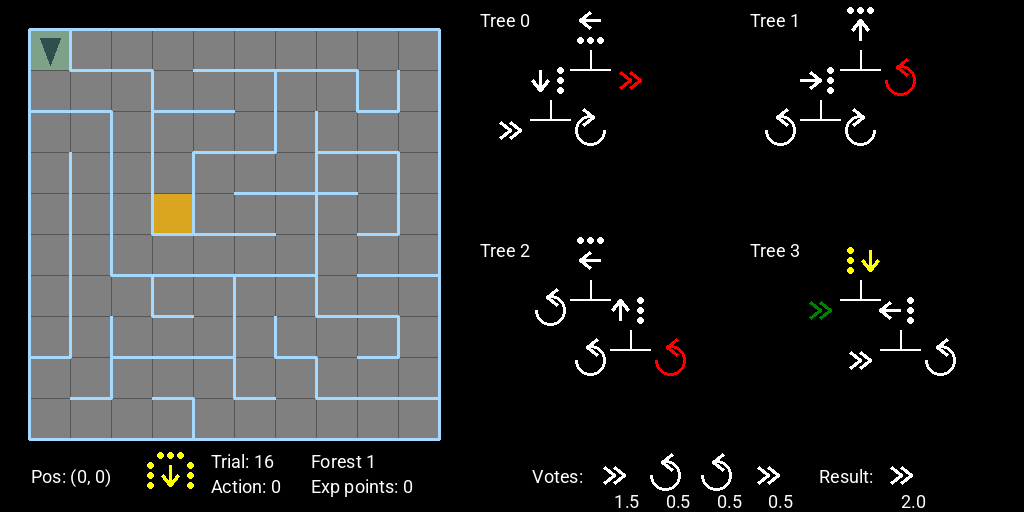 Tree 0
Tree 1
Tree 2
Tree 3
Pos: (0, 0)
Trial: 16
Forest 1
Action: 0
Exp points: 0
Votes:
Result:
1.5
0.5
0.5
0.5
2.0